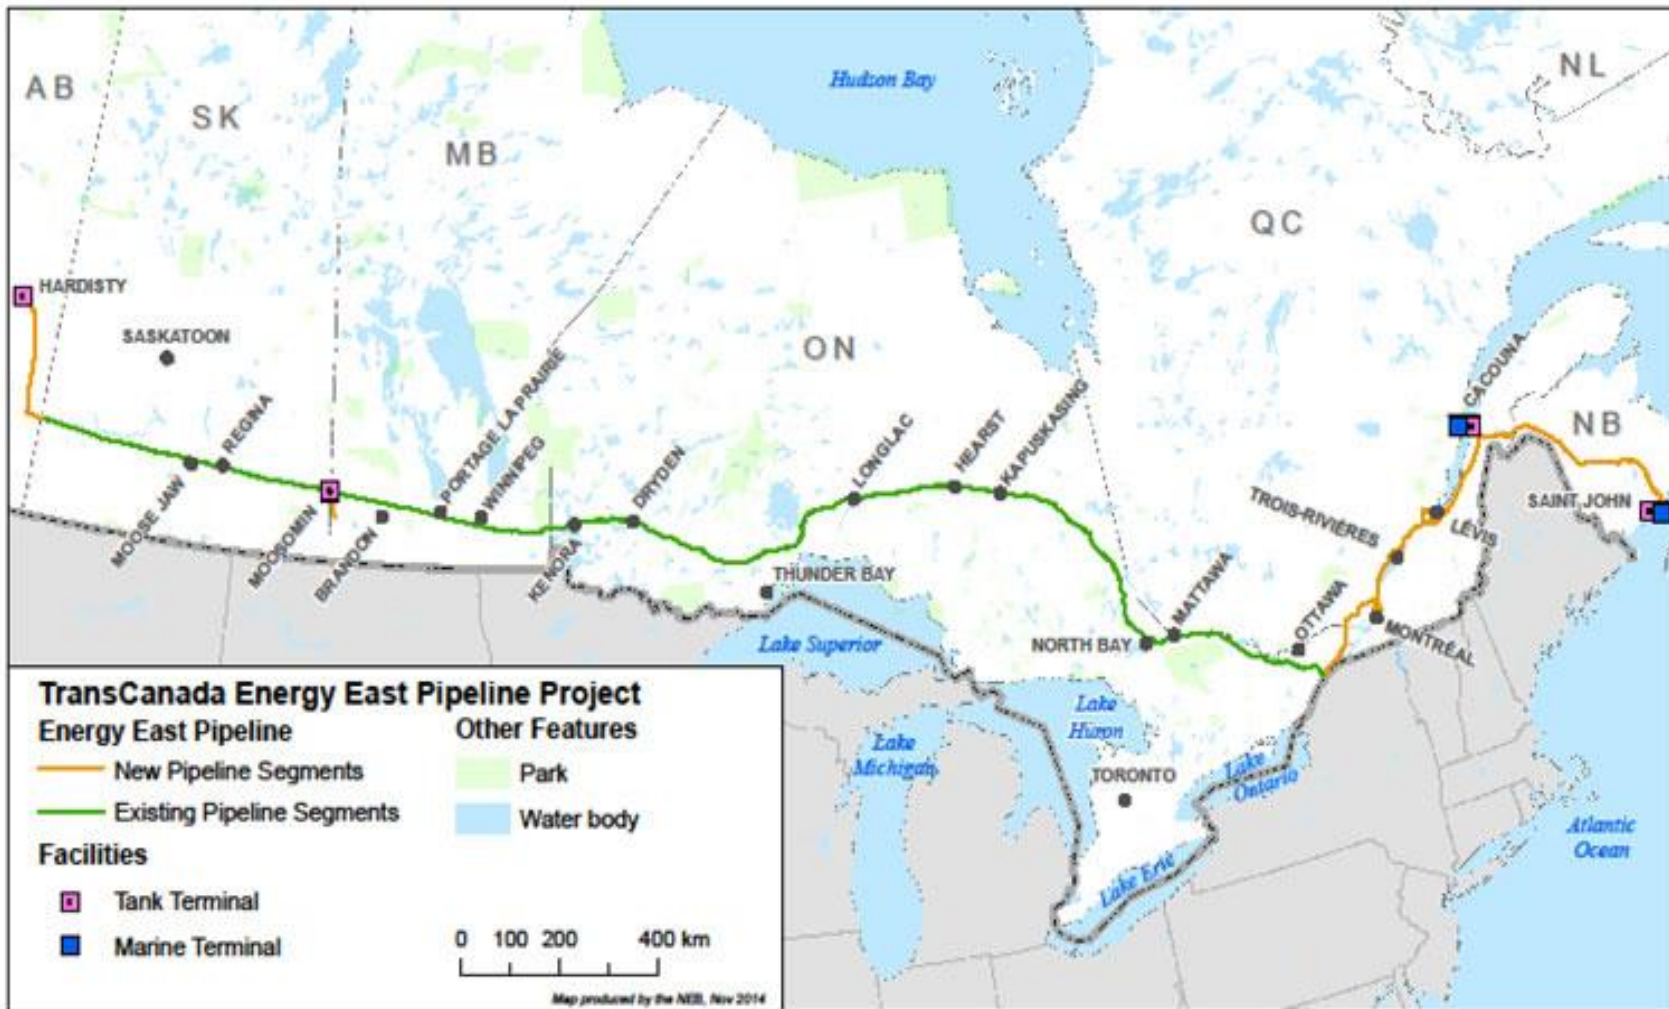 Hudson Bay
NL
AB
SK
MB
QC
ON
NB
HARDISTY
SASKATOON
MOOSE JAW
REGINA
MOOSOMIN
BRANDON
PORTAGE LA PRAIRIE
WINNIPEG
KENORA
DRYDEN
THUNDER BAY
LONGLAC
HEARST
KAPUSKASING
NORTH BAY
MATTAWA
OTTAWA
MONTRÉAL
TROIS-RIVIÈRES
LÉVIS
CACOUNA
SAINT JOHN
Lake Superior
Lake
Michigan
Lake
Huron
TORONTO
Lake
Ontario
Lake Erie
Atlantic
Ocean
TransCanada Energy East Pipeline Project
Energy East Pipeline
New Pipeline Segments
Existing Pipeline Segments
Facilities
Tank Terminal
Marine Terminal
Other Features
Park
Water body
0 100 200 400 km
Map produced by the NEB, Nov 2014